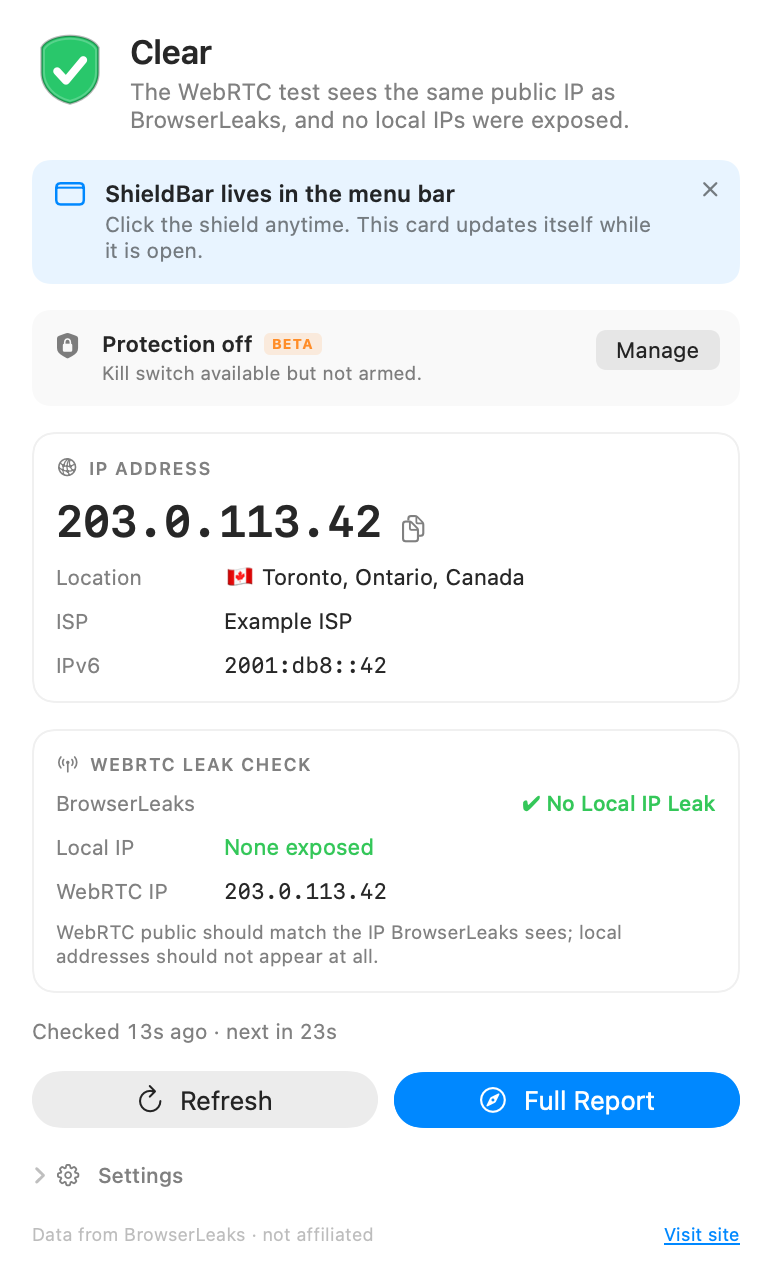 Clear
The WebRTC test sees the same public IP as
BrowserLeaks, and no local IPs were exposed.
ShieldBar lives in the menu bar
Click the shield anytime. This card updates itself while
it is open.
Protection off BETA
Kill switch available but not armed.
Manage
IP ADDRESS
203.0.113.42
Location 🇨🇦 Toronto, Ontario, Canada
ISP Example ISP
IPv6 2001:db8::42
WEBRTC LEAK CHECK
BrowserLeaks ✔ No Local IP Leak
Local IP None exposed
WebRTC IP 203.0.113.42
WebRTC public should match the IP BrowserLeaks sees; local
addresses should not appear at all.
Checked 13s ago · next in 23s
Refresh
Full Report
Settings
Data from BrowserLeaks · not affiliated
Visit site